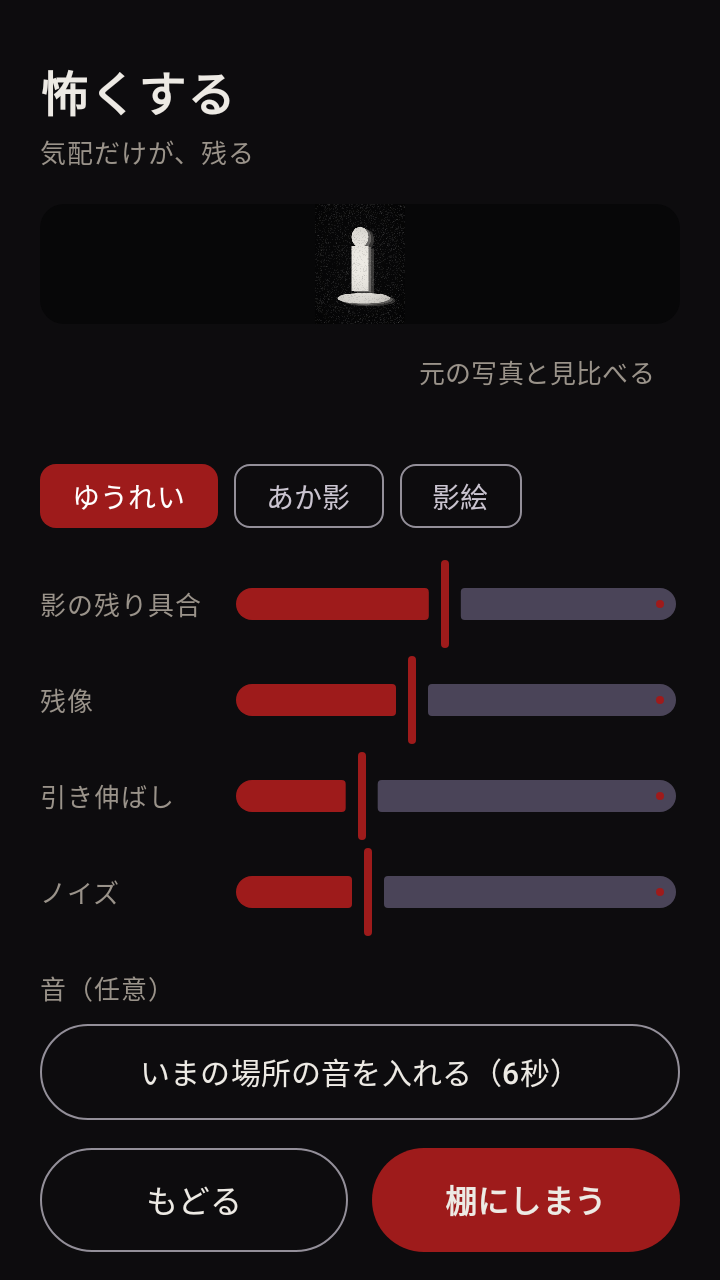 怖くする
気配だけが、残る
元の写真と見比べる
ゆうれい
あか影
影絵
影の残り具合
残像
引き伸ばし
ノイズ
音（任意）
いまの場所の音を入れる（6秒）
もどる
棚にしまう